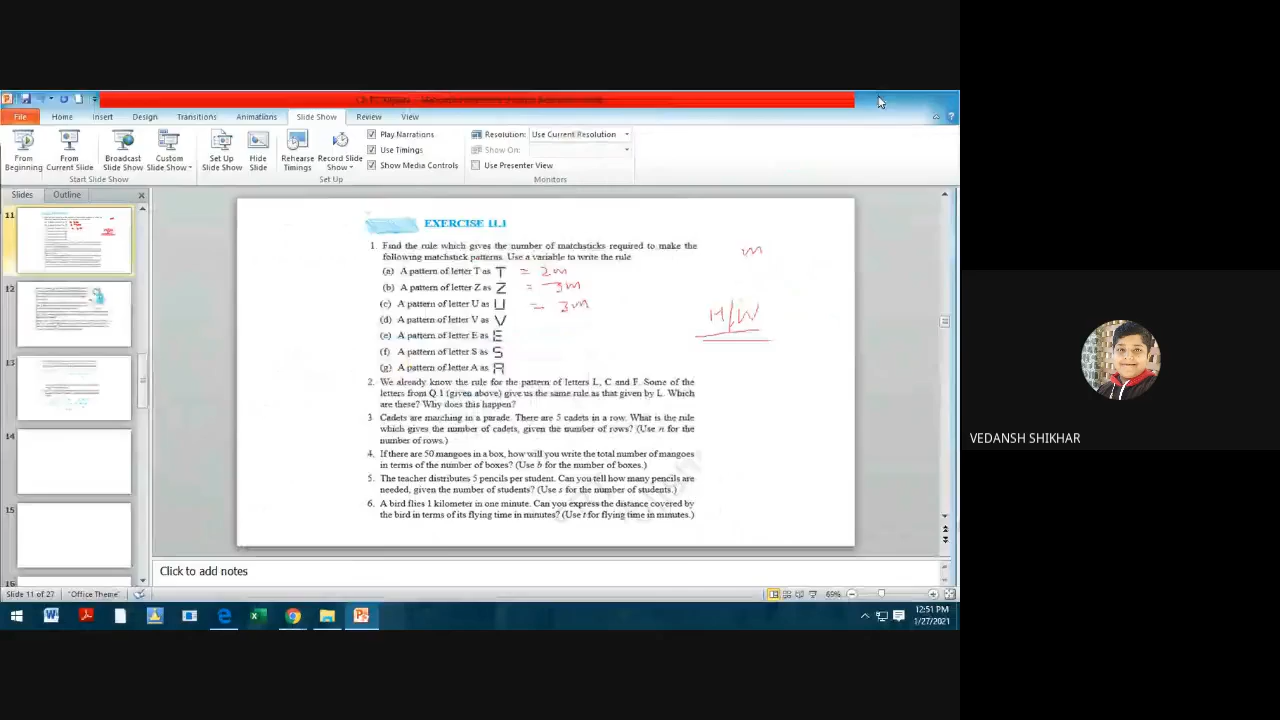 File Home Insert Design Transitions Animations Slide Show Review View
From Beginning
From Current Slide
Broadcast Slide Show
Custom Slide Show
Start Slide Show
Set Up Slide Show
Hide Slide
Rehearse Timings
Record Slide Show
Play Narrations
Use Timings
Show Media Controls
Set Up
Resolution: Use Current Resolution
Show On:
Use Presenter View
Monitors
Slides Outline
11
12
13
14
15
16
EXERCISE 11.1
1. Find the rule which gives the number of matchsticks required to make the
following matchstick patterns. Use a variable to write the rule
(a) A pattern of letter T as T = 2m
(b) A pattern of letter Z as Z = 3m
(c) A pattern of letter U as U = 3m
(d) A pattern of letter V as V
(e) A pattern of letter E as E
(f) A pattern of letter S as S
(g) A pattern of letter A as A
m
H/W
2. We already know the rule for the pattern of letters L, C and F. Some of the
letters from Q.1 (given above) give us the same rule as that given by L. Which
are these? Why does this happen?
3. Cadets are marching in a parade. There are 5 cadets in a row. What is the rule
which gives the number of cadets, given the number of rows? (Use n for the
number of rows.)
4. If there are 50 mangoes in a box, how will you write the total number of mangoes
in terms of the number of boxes? (Use b for the number of boxes.)
5. The teacher distributes 5 pencils per student. Can you tell how many pencils are
needed, given the number of students? (Use s for the number of students.)
6. A bird flies 1 kilometer in one minute. Can you express the distance covered by
the bird in terms of its flying time in minutes? (Use t for flying time in minutes.)
Click to add notes
Slide 11 of 27 "Office Theme" 69%
12:51 PM
1/27/2021
VEDANSH SHIKHAR